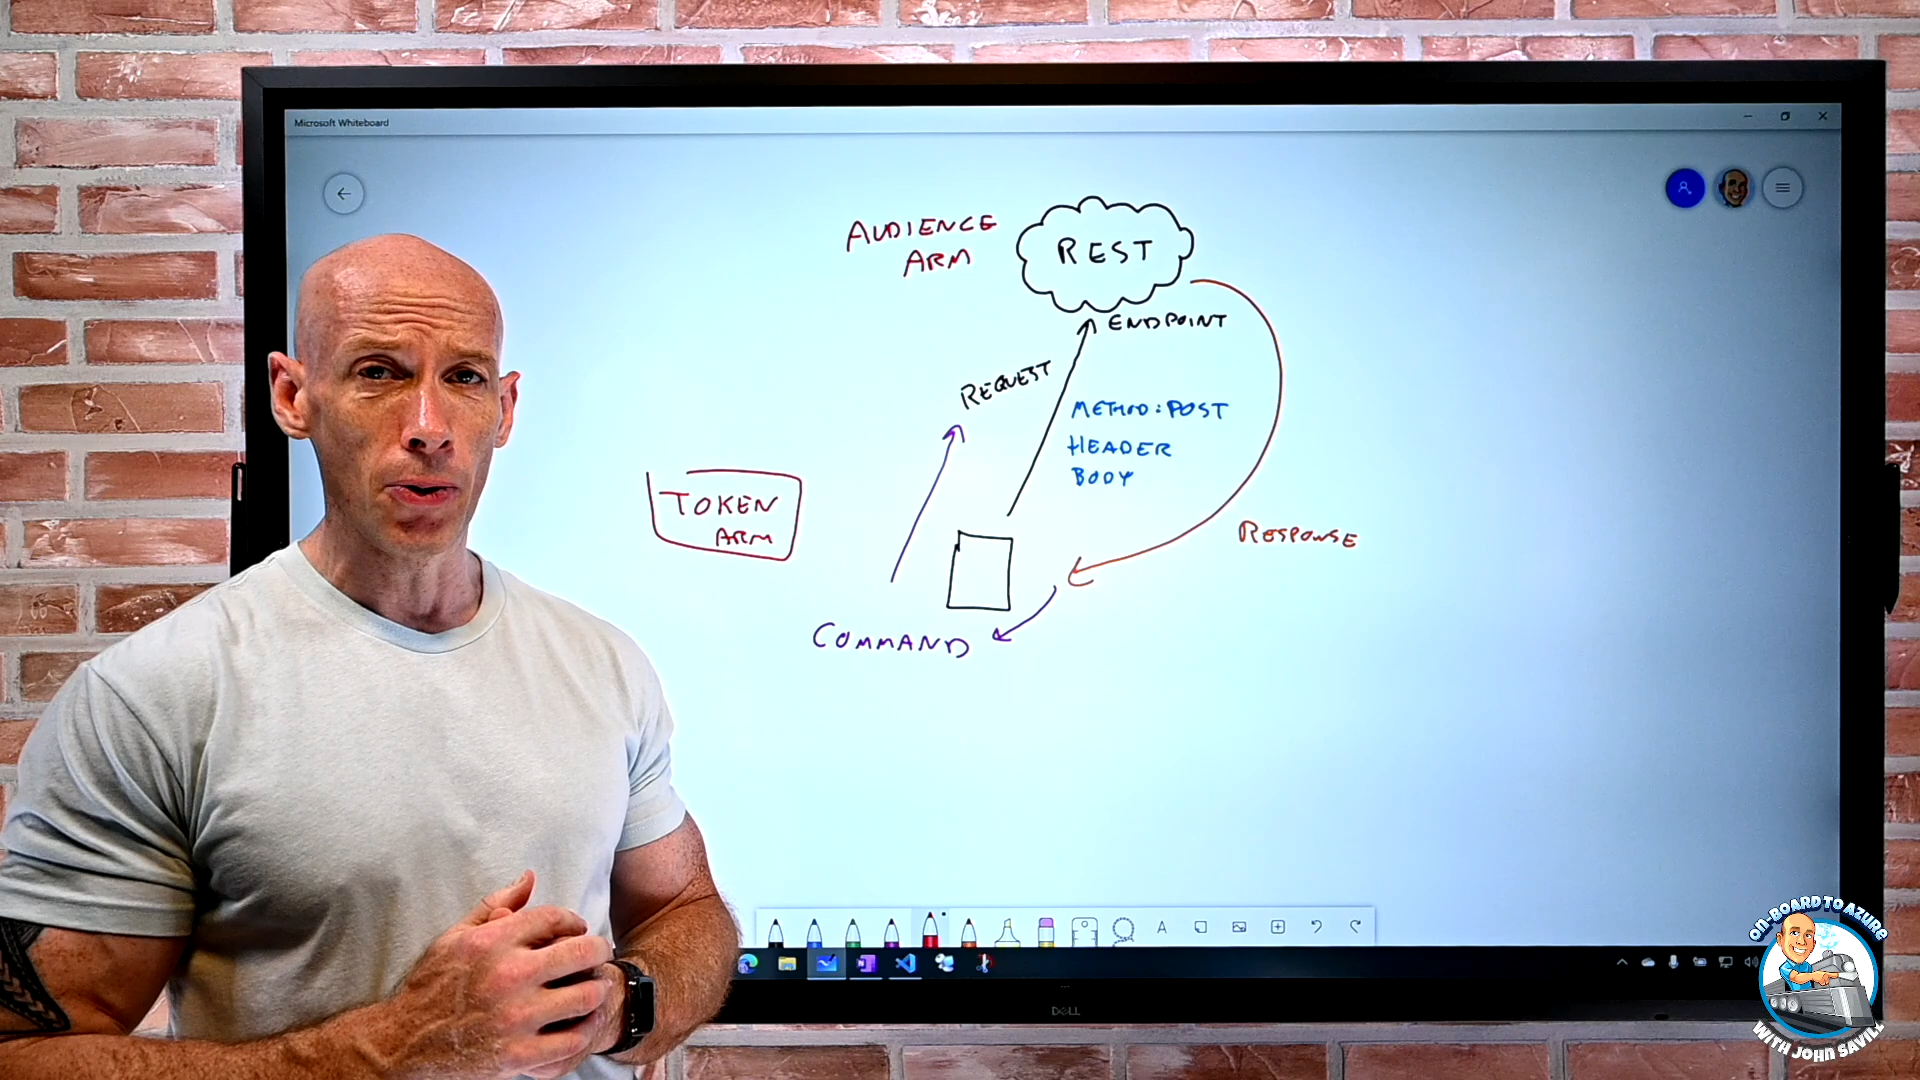 Microsoft Whiteboard
AUDIENCE
ARM
REST
ENDPOINT
REQUEST
METHOD: POST
HEADER
BODY
TOKEN
ARM
RESPONSE
COMMAND
A
DELL
ON-BOARD TO AZURE
WITH JOHN SAVILL